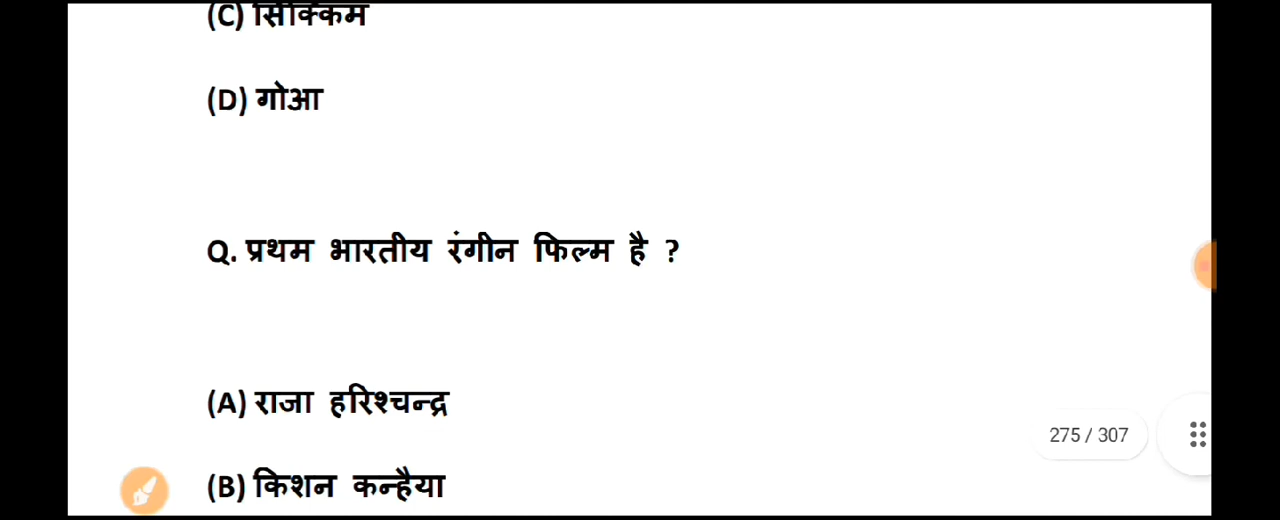 (C) सिक्किम
(D) गोआ
Q. प्रथम भारतीय रंगीन फिल्म है ?
(A) राजा हरिश्चन्द्र
275 / 307
(B) किशन कन्हैया